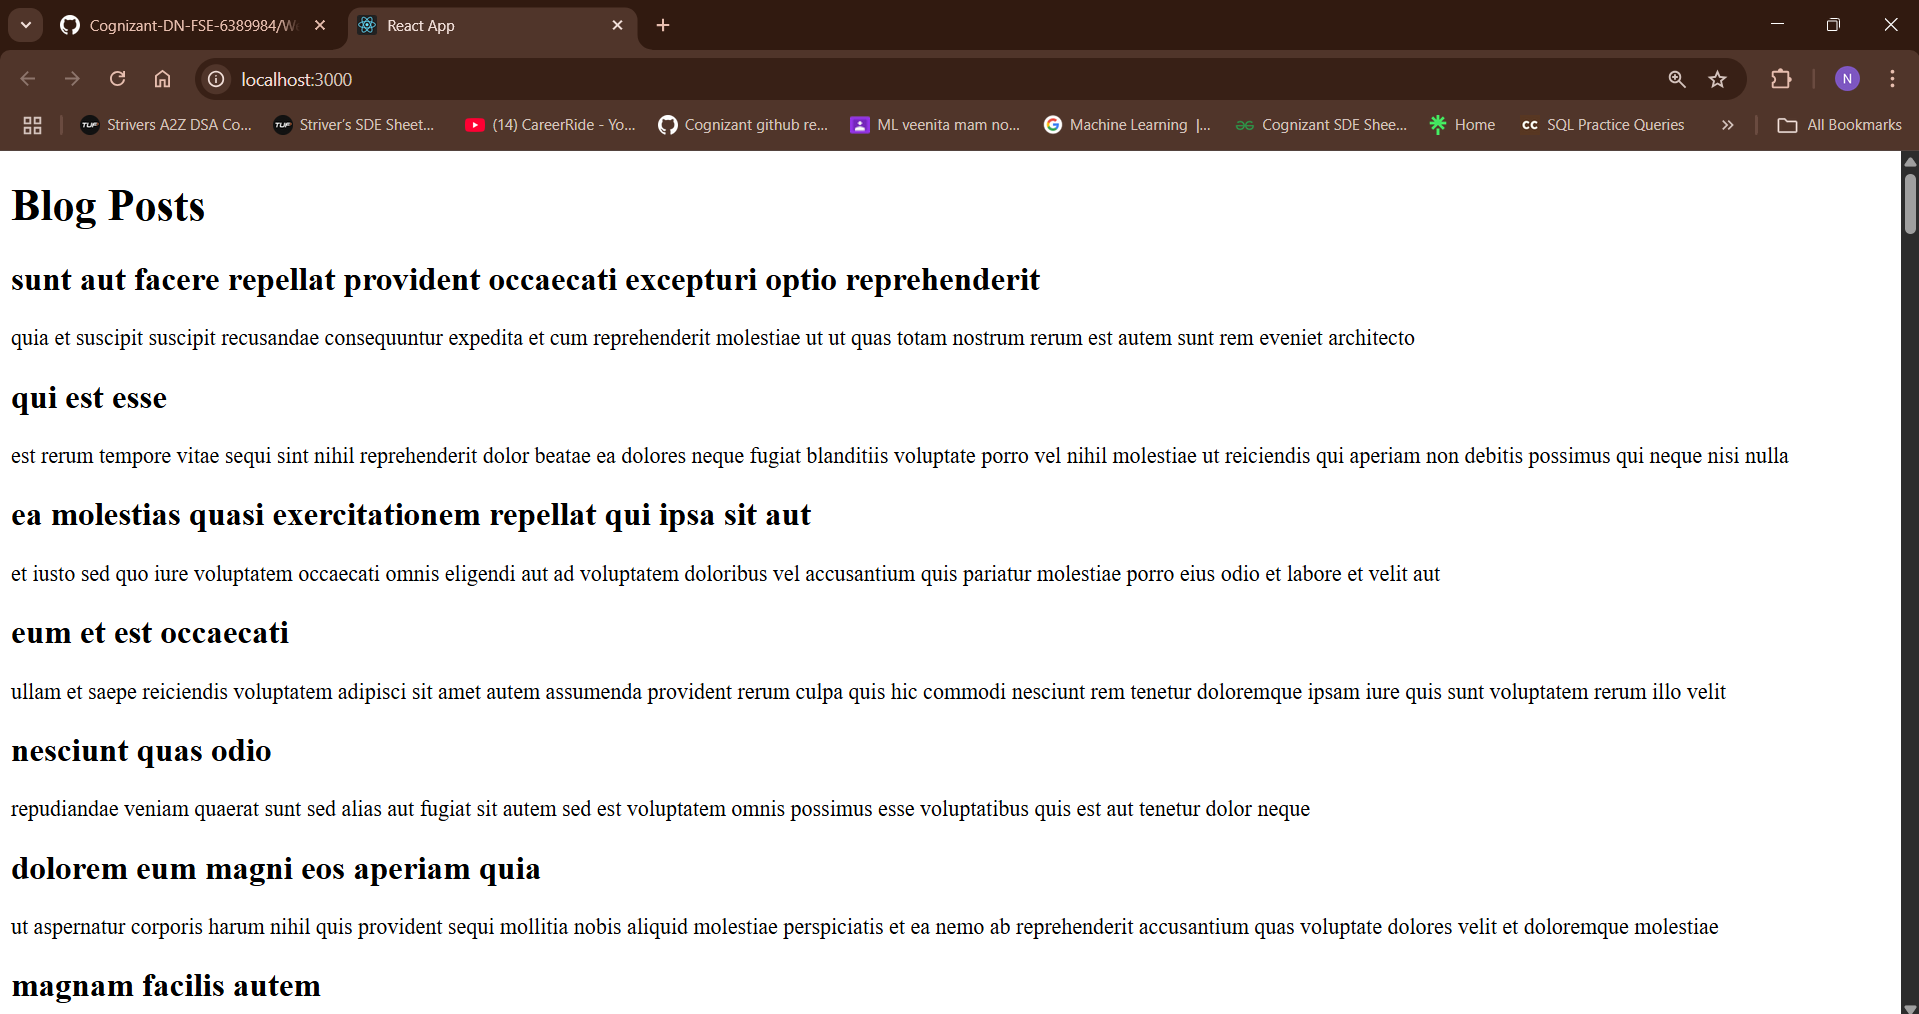 Cognizant-DN-FSE-6389984/W
React App
localhost:3000
N
Strivers A2Z DSA Co...
Striver's SDE Sheet...
(14) CareerRide - Yo...
Cognizant github re...
ML veenita mam no...
Machine Learning |...
Cognizant SDE Shee...
Home
cc SQL Practice Queries
All Bookmarks
Blog Posts
sunt aut facere repellat provident occaecati excepturi optio reprehenderit
quia et suscipit suscipit recusandae consequuntur expedita et cum reprehenderit molestiae ut ut quas totam nostrum rerum est autem sunt rem eveniet architecto
qui est esse
est rerum tempore vitae sequi sint nihil reprehenderit dolor beatae ea dolores neque fugiat blanditiis voluptate porro vel nihil molestiae ut reiciendis qui aperiam non debitis possimus qui neque nisi nulla
ea molestias quasi exercitationem repellat qui ipsa sit aut
et iusto sed quo iure voluptatem occaecati omnis eligendi aut ad voluptatem doloribus vel accusantium quis pariatur molestiae porro eius odio et labore et velit aut
eum et est occaecati
ullam et saepe reiciendis voluptatem adipisci sit amet autem assumenda provident rerum culpa quis hic commodi nesciunt rem tenetur doloremque ipsam iure quis sunt voluptatem rerum illo velit
nesciunt quas odio
repudiandae veniam quaerat sunt sed alias aut fugiat sit autem sed est voluptatem omnis possimus esse voluptatibus quis est aut tenetur dolor neque
dolorem eum magni eos aperiam quia
ut aspernatur corporis harum nihil quis provident sequi mollitia nobis aliquid molestiae perspiciatis et ea nemo ab reprehenderit accusantium quas voluptate dolores velit et doloremque molestiae
magnam facilis autem